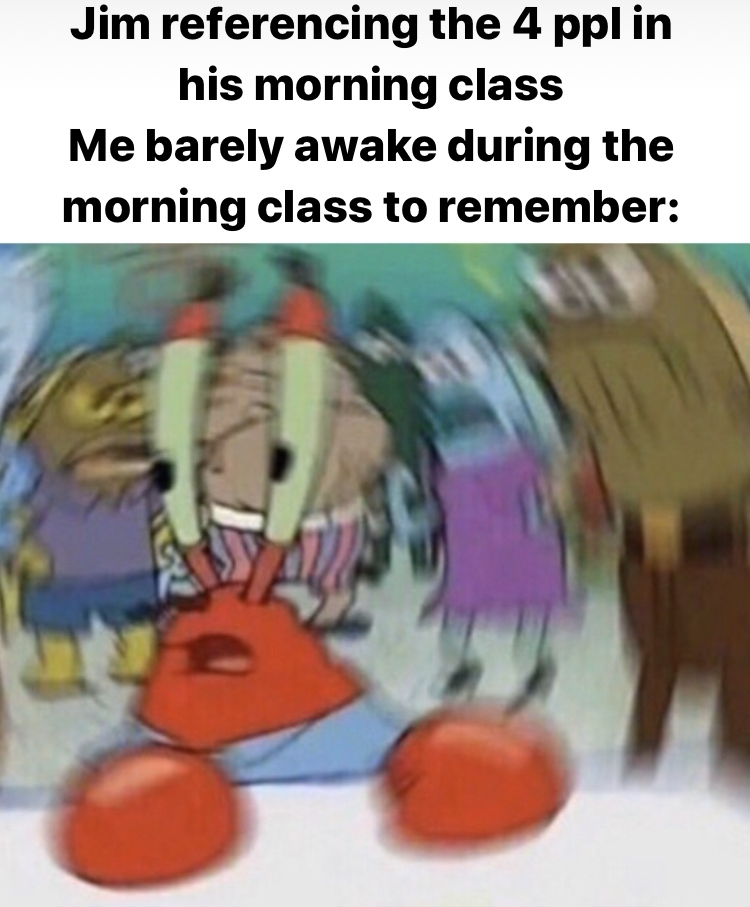 Jim referencing the 4 ppl in
his morning class
Me barely awake during the
morning class to remember: